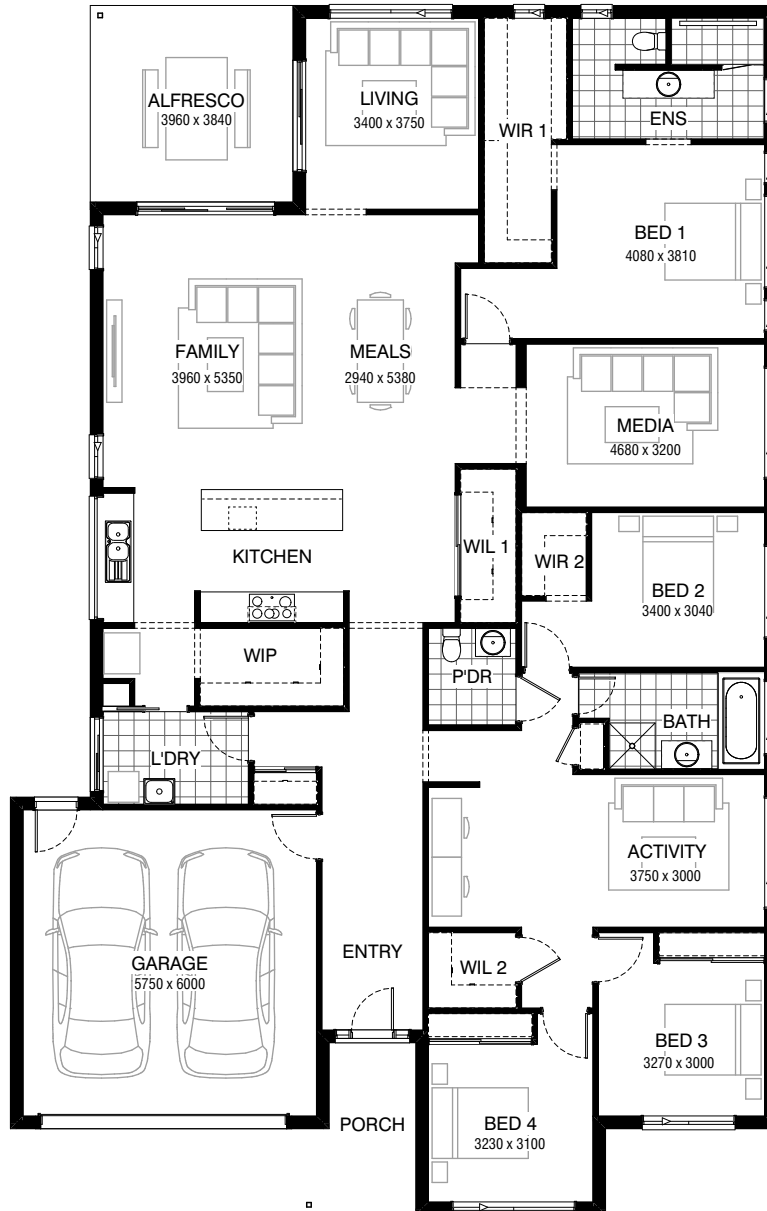 ALFRESCO
3960 x 3840
LIVING
3400 x 3750
WIR 1
ENS
BED 1
4080 x 3810
FAMILY
3960 x 5350
MEALS
2940 x 5380
MEDIA
4680 x 3200
KITCHEN
WIL 1
WIR 2
BED 2
3400 x 3040
WIP
P'DR
L'DRY
BATH
ACTIVITY
3750 x 3000
ENTRY
WIL 2
GARAGE
5750 x 6000
BED 3
3270 x 3000
PORCH
BED 4
3230 x 3100